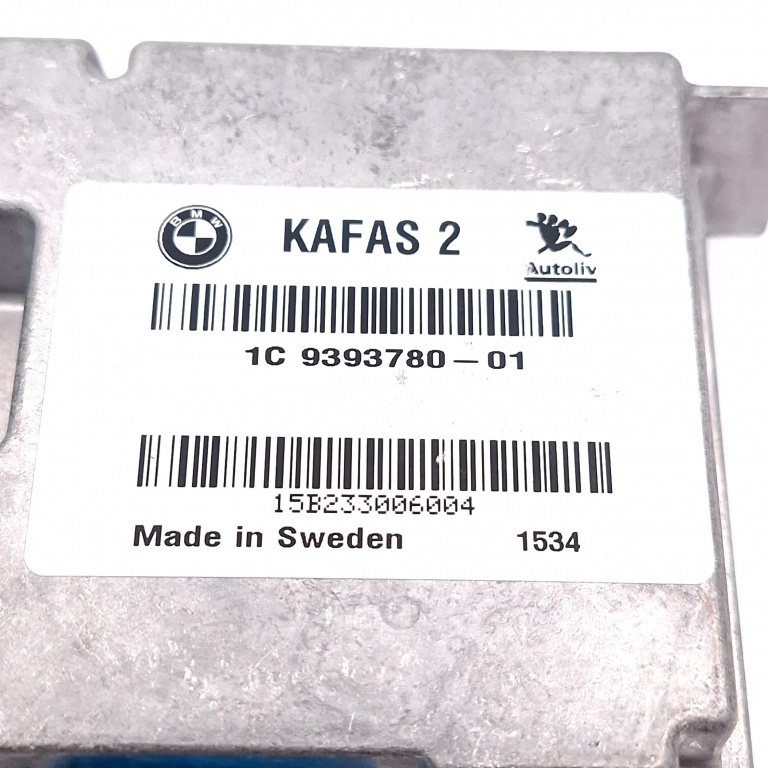 BMW
KAFAS 2
Autoliv
1C 9393780-01
15B233006004
Made in Sweden 1534